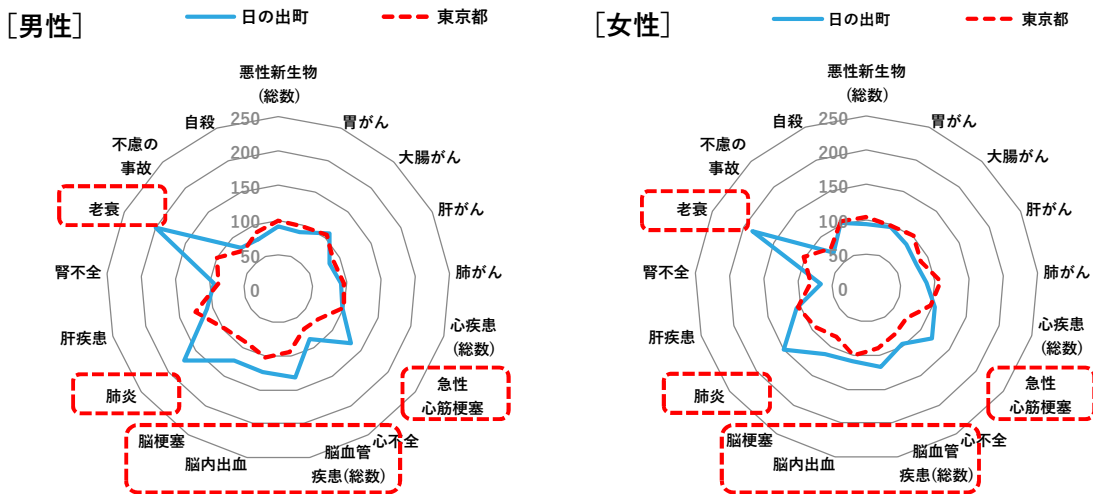 [男性]
日の出町
東京都
悪性新生物
(総数)
胃がん
大腸がん
肝がん
肺がん
心疾患
(総数)
急性
心筋梗塞
心不全
脳血管
疾患(総数)
脳内出血
脳梗塞
肺炎
肝疾患
腎不全
老衰
不慮の
事故
自殺
250
200
150
100
50
0
[女性]
日の出町
東京都
悪性新生物
(総数)
胃がん
大腸がん
肝がん
肺がん
心疾患
(総数)
急性
心筋梗塞
心不全
脳血管
疾患(総数)
脳内出血
脳梗塞
肺炎
肝疾患
腎不全
老衰
不慮の
事故
自殺
250
200
150
100
50
0